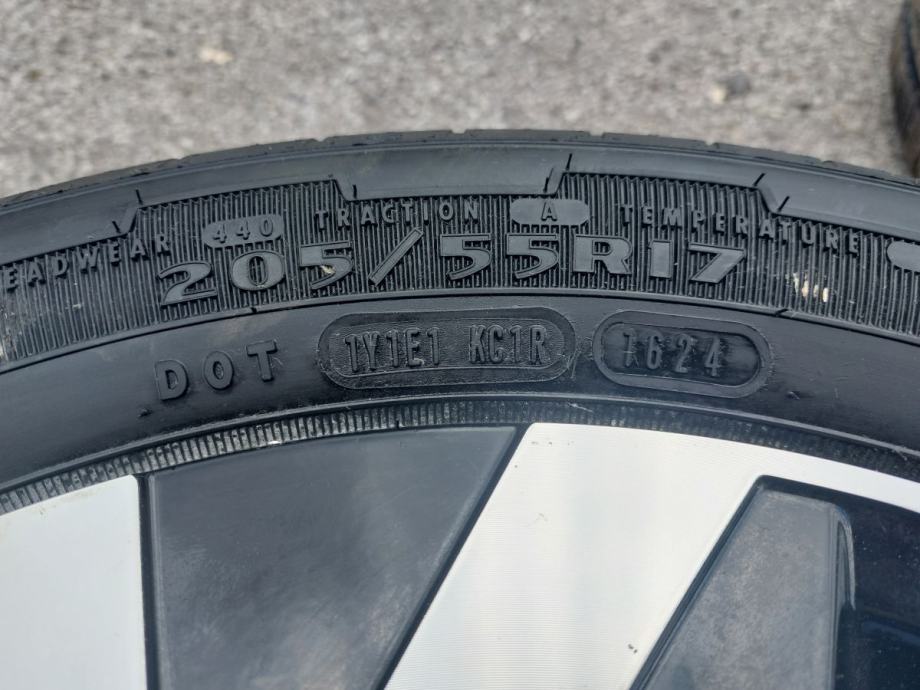 EADWEAR 440 TRACTION A TEMPERATURE
205/55R17
DOT 1Y1E1 KC1R 1624